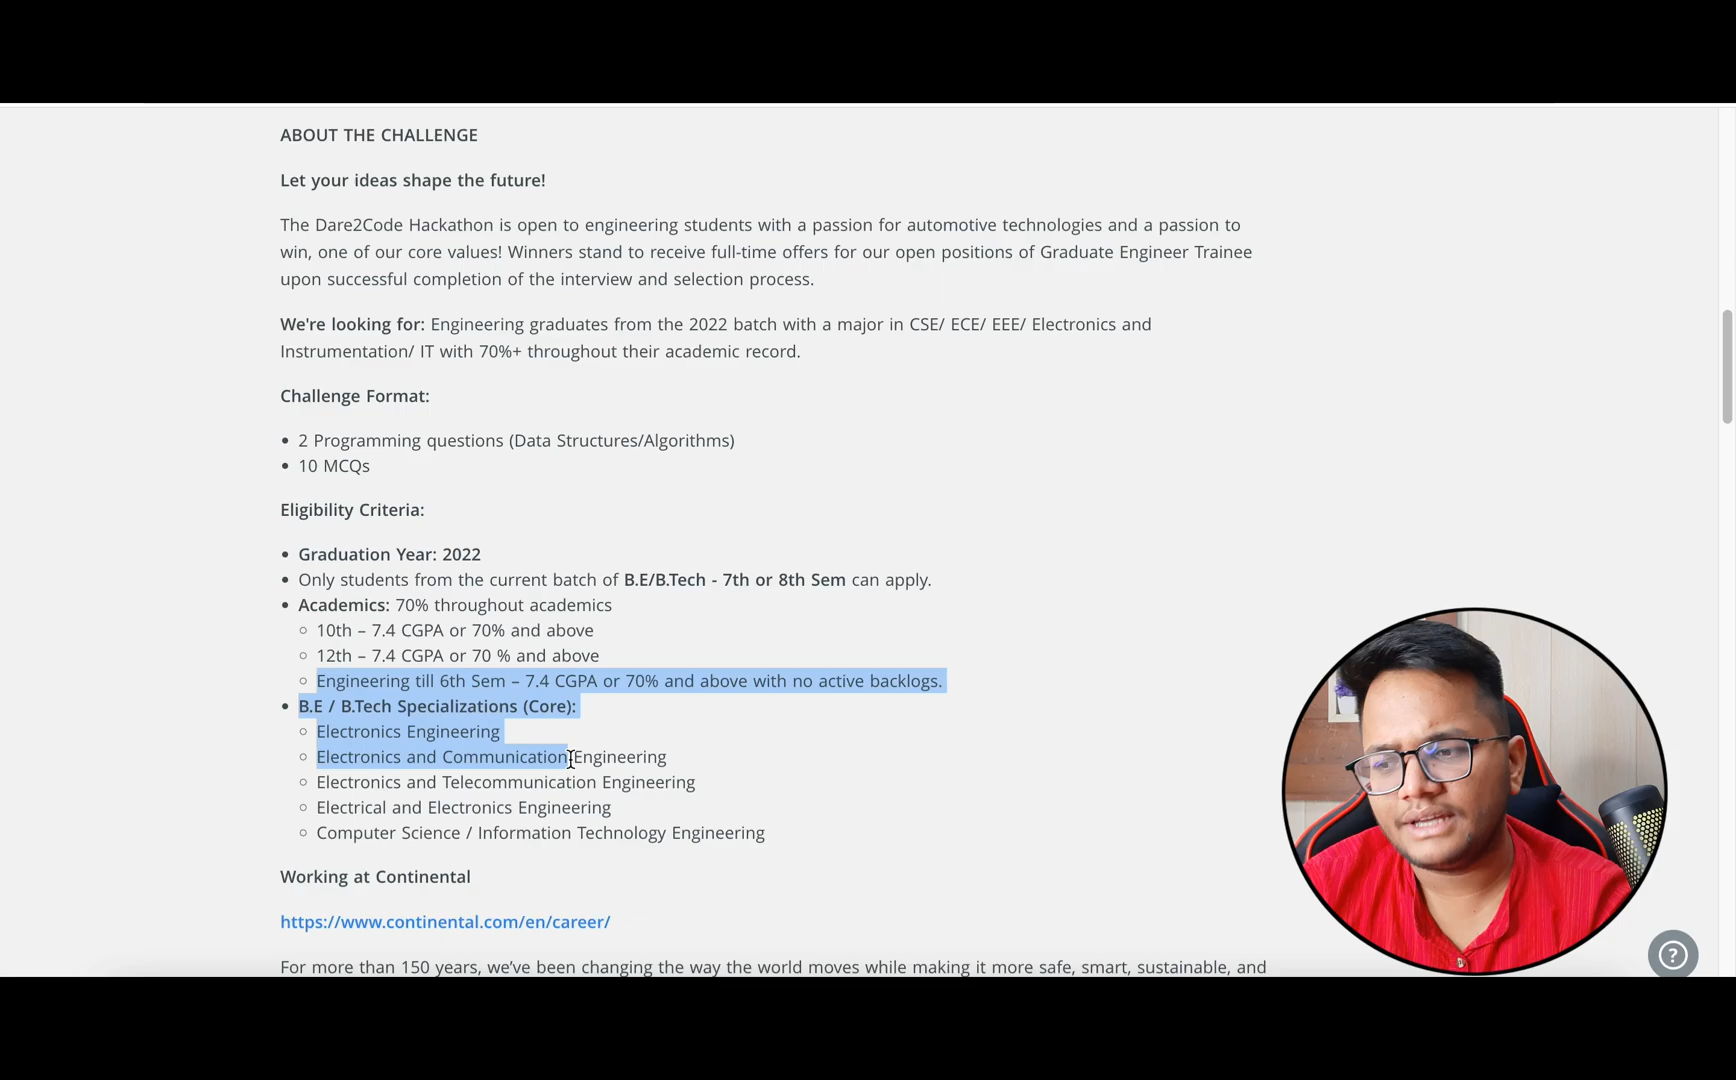 ABOUT THE CHALLENGE
Let your ideas shape the future!
The Dare2Code Hackathon is open to engineering students with a passion for automotive technologies and a passion to
win, one of our core values! Winners stand to receive full-time offers for our open positions of Graduate Engineer Trainee
upon successful completion of the interview and selection process.
We're looking for: Engineering graduates from the 2022 batch with a major in CSE/ ECE/ EEE/ Electronics and
Instrumentation/ IT with 70%+ throughout their academic record.
Challenge Format:
• 2 Programming questions (Data Structures/Algorithms)
• 10 MCQs
Eligibility Criteria:
• Graduation Year: 2022
• Only students from the current batch of B.E/B.Tech - 7th or 8th Sem can apply.
• Academics: 70% throughout academics
○ 10th – 7.4 CGPA or 70% and above
○ 12th – 7.4 CGPA or 70 % and above
○ Engineering till 6th Sem – 7.4 CGPA or 70% and above with no active backlogs.
• B.E / B.Tech Specializations (Core):
○ Electronics Engineering
○ Electronics and Communication Engineering
○ Electronics and Telecommunication Engineering
○ Electrical and Electronics Engineering
○ Computer Science / Information Technology Engineering
Working at Continental
https://www.continental.com/en/career/
For more than 150 years, we’ve been changing the way the world moves while making it more safe, smart, sustainable, and
?